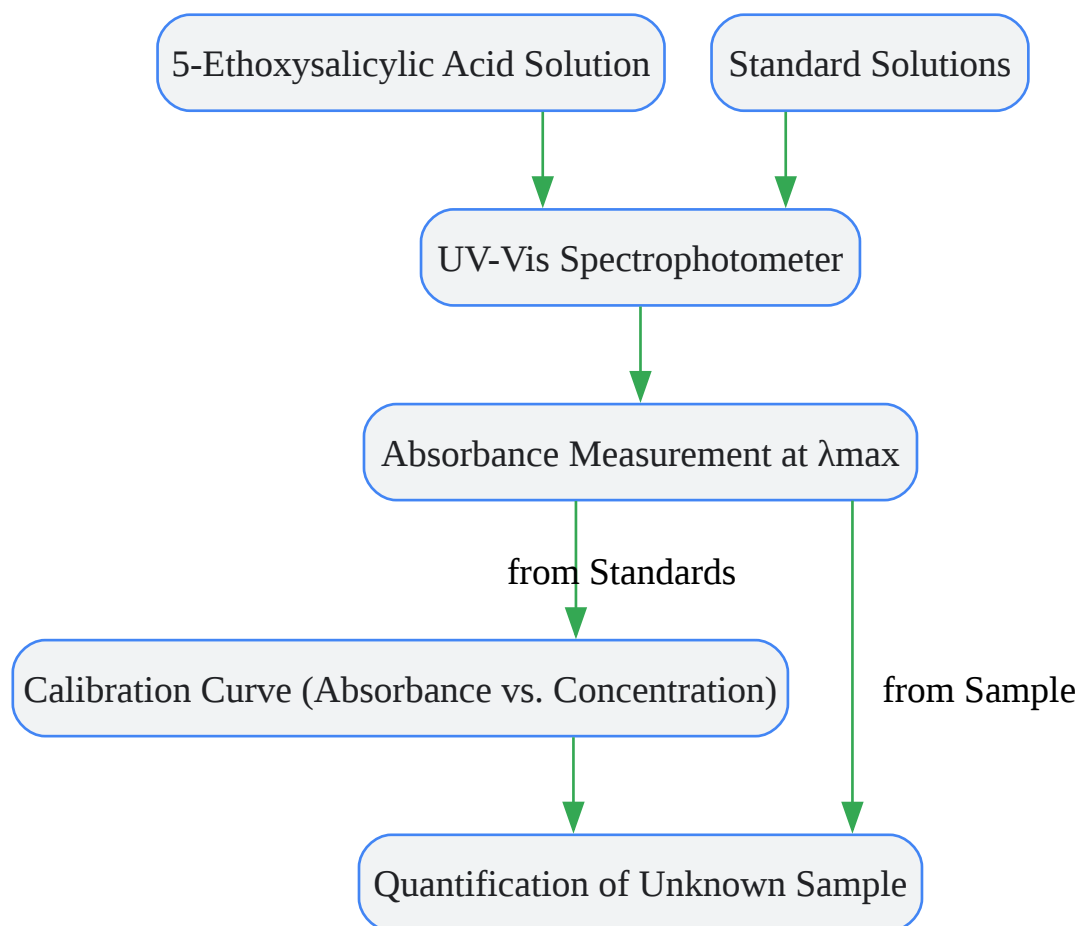 5-Ethoxysalicylic Acid Solution
Standard Solutions
UV-Vis Spectrophotometer
Absorbance Measurement at λmax
from Standards
Calibration Curve (Absorbance vs. Concentration)
from Sample
Quantification of Unknown Sample